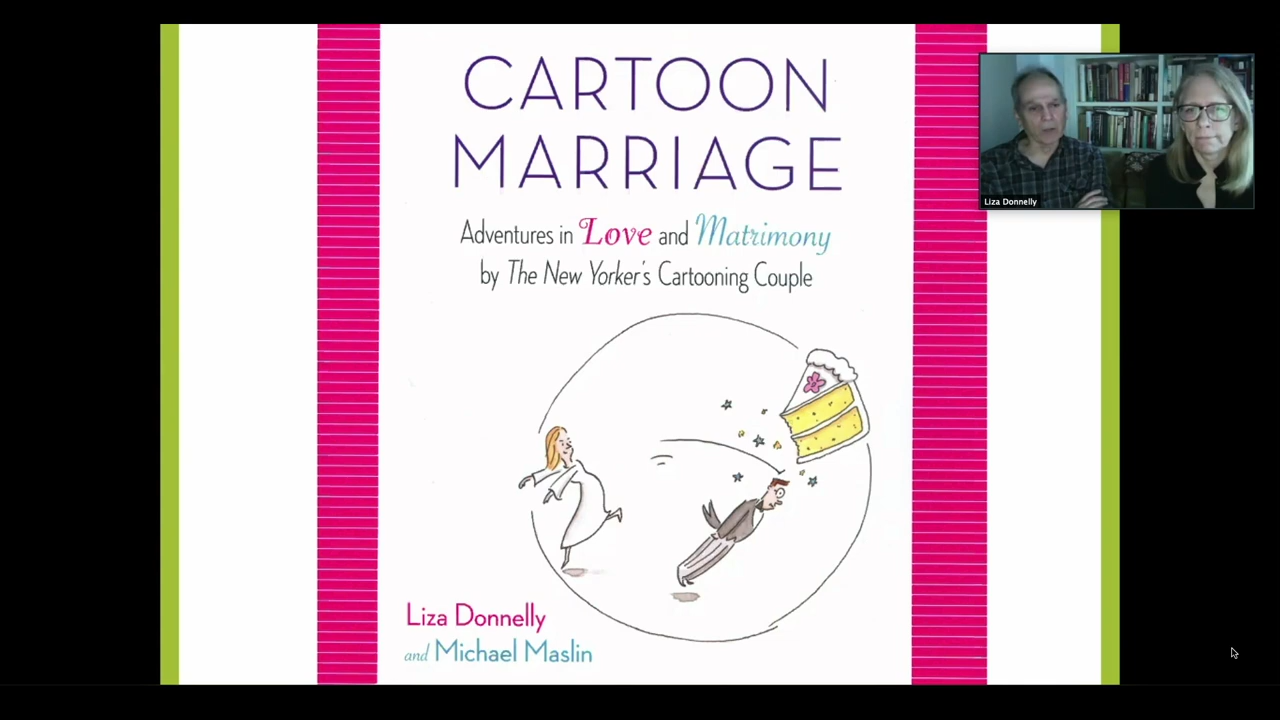 CARTOON
MARRIAGE
Adventures in Love and Matrimony
by The New Yorker's Cartooning Couple
Liza Donnelly
and Michael Maslin
Liza Donnelly